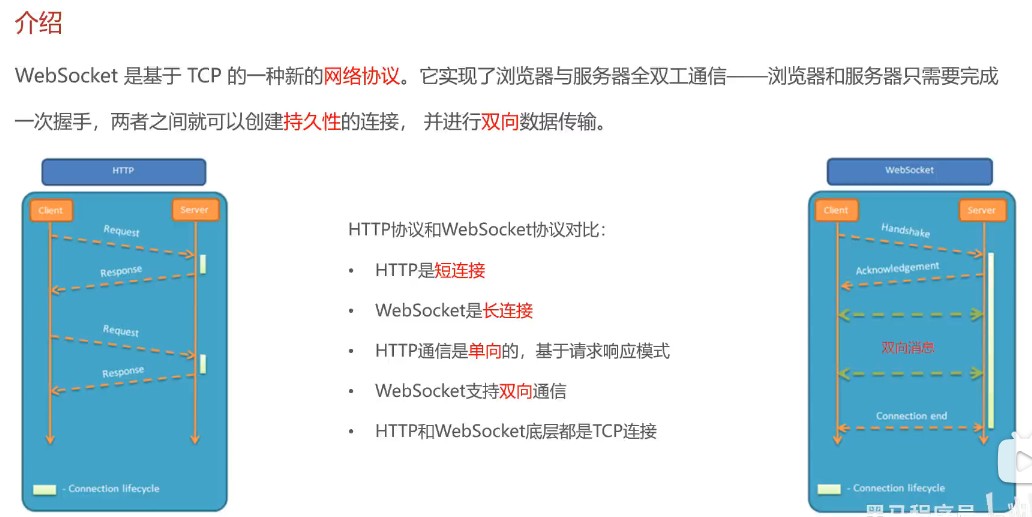 介绍
WebSocket 是基于 TCP 的一种新的网络协议。它实现了浏览器与服务器全双工通信——浏览器和服务器只需要完成
一次握手，两者之间就可以创建持久性的连接， 并进行双向数据传输。
HTTP
Client
Server
Request
Response
Request
Response
- Connection lifecycle
HTTP协议和WebSocket协议对比：
• HTTP是短连接
• WebSocket是长连接
• HTTP通信是单向的，基于请求响应模式
• WebSocket支持双向通信
• HTTP和WebSocket底层都是TCP连接
WebSocket
Client
Server
Handshake
Acknowledgement
双向消息
Connection end
- Connection lifecycle
黑马程序员